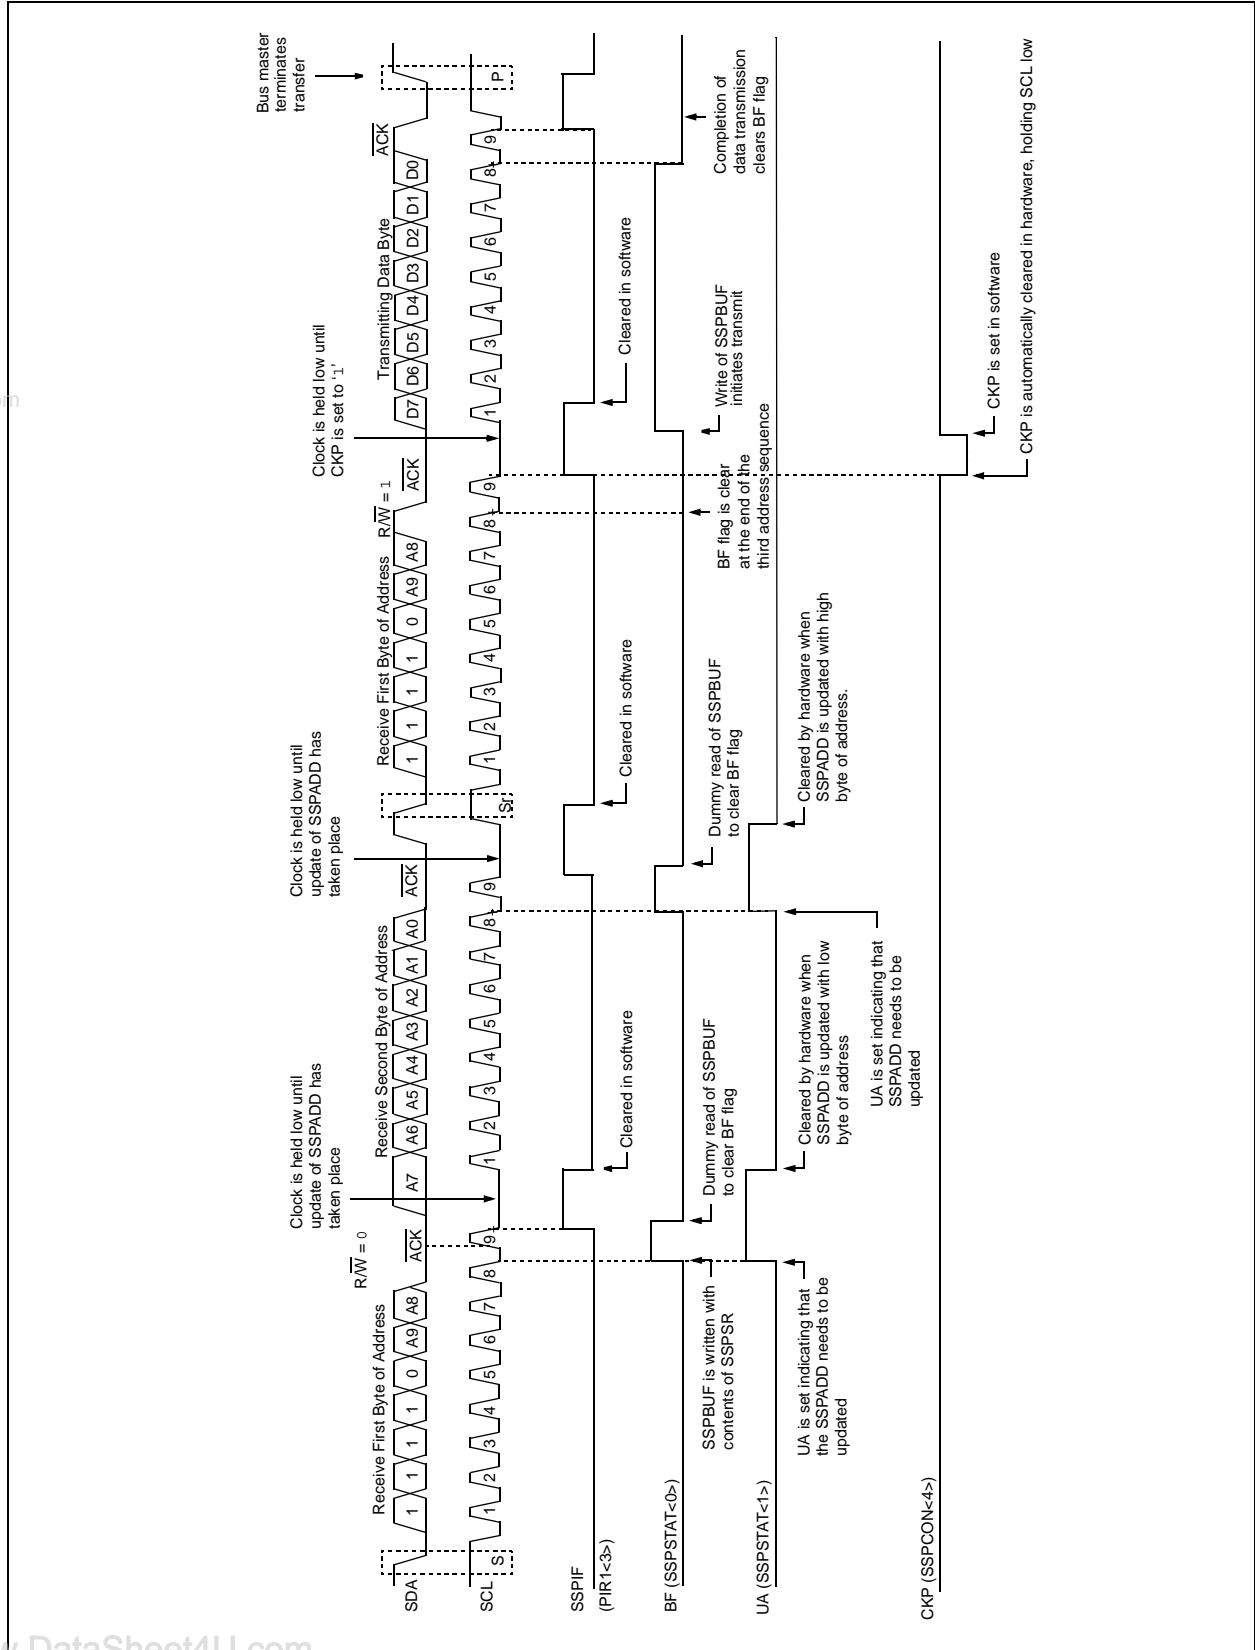 Receive First Byte of Address
R/W = 0
Clock is held low until
update of SSPADD has
taken place
Receive Second Byte of Address
Clock is held low until
update of SSPADD has
taken place
Receive First Byte of Address
R/W = 1
Clock is held low until
CKP is set to ‘1’
Transmitting Data Byte
Bus master
terminates
transfer
SDA
1 1 1 1 0 A9 A8 ACK A7 A6 A5 A4 A3 A2 A1 A0 ACK 1 1 1 1 0 A9 A8 ACK D7 D6 D5 D4 D3 D2 D1 D0 ACK
SCL
S 1 2 3 4 5 6 7 8 9 1 2 3 4 5 6 7 8 9 Sr 1 2 3 4 5 6 7 8 9 1 2 3 4 5 6 7 8 9 P
SSPIF
(PIR1<3>)
Cleared in software
Cleared in software
Cleared in software
BF (SSPSTAT<0>)
SSPBUF is written with
contents of SSPSR
Dummy read of SSPBUF
to clear BF flag
Dummy read of SSPBUF
to clear BF flag
BF flag is clear
at the end of the
third address sequence
Write of SSPBUF
initiates transmit
Completion of
data transmission
clears BF flag
UA (SSPSTAT<1>)
UA is set indicating that
the SSPADD needs to be
updated
Cleared by hardware when
SSPADD is updated with low
byte of address
UA is set indicating that
SSPADD needs to be
updated
Cleared by hardware when
SSPADD is updated with high
byte of address.
CKP (SSPCON<4>)
CKP is set in software
CKP is automatically cleared in hardware, holding SCL low
om
w.DataSheet4U.com